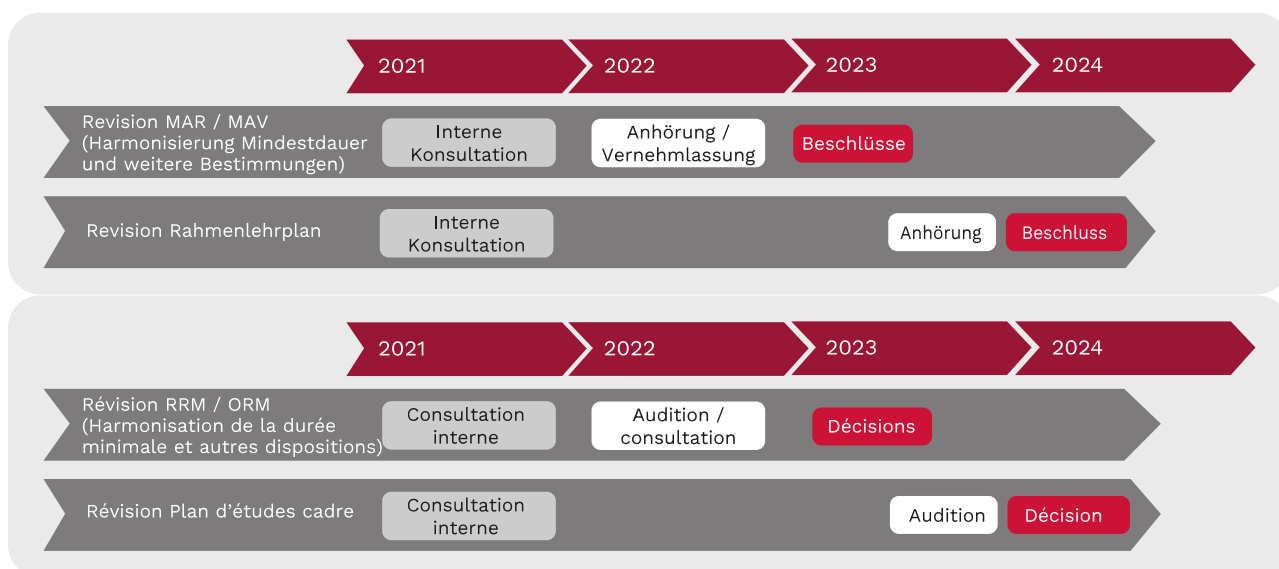 2021
2022
2023
2024
Revision MAR / MAV
(Harmonisierung Mindestdauer
und weitere Bestimmungen)
Interne
Konsultation
Anhörung /
Vernehmlassung
Beschlüsse
Revision Rahmenlehrplan
Interne
Konsultation
Anhörung
Beschluss
2021
2022
2023
2024
Révision RRM / ORM
(Harmonisation de la durée
minimale et autres dispositions)
Consultation
interne
Audition /
consultation
Décisions
Révision Plan d’études cadre
Consultation
interne
Audition
Décision